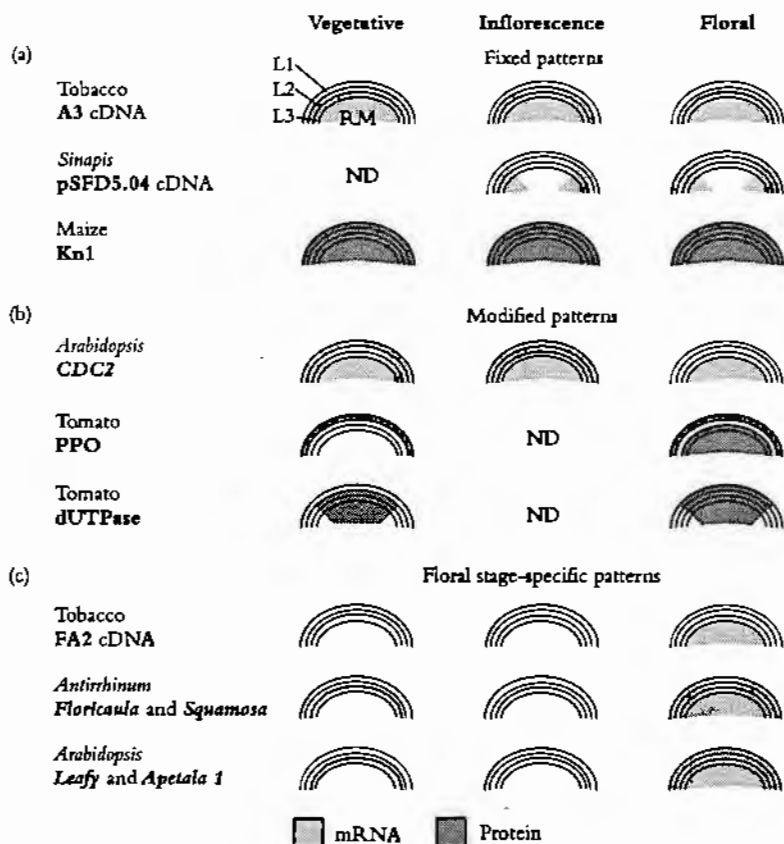 Vegetative Inflorescence Floral
(a) Fixed patterns
L1
Tobacco L2
A3 cDNA L3 RM
Sinapis
pSFD5.04 cDNA ND
Maize
Kn1
(b) Modified patterns
Arabidopsis
CDC2
Tomato
PPO ND
Tomato
dUTPase ND
(c) Floral stage-specific patterns
Tobacco
FA2 cDNA
Antirrhinum
Floricaula and Squamosa
Arabidopsis
Leafy and Apetala 1
mRNA Protein